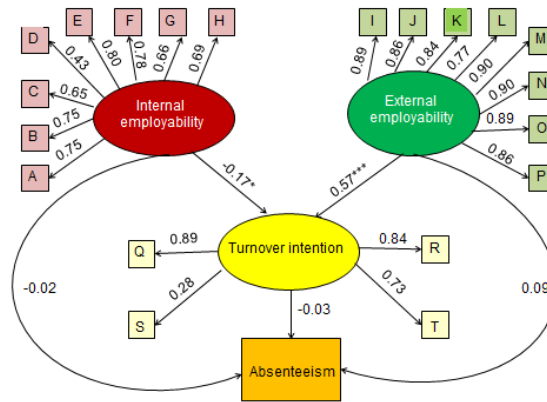 E F G H
D
C
B
A
0.43 0.80 0.78 0.66 0.69
0.65
0.75
0.75
Internal
employability
I J K L
M
N
O
P
0.89 0.86 0.84 0.77 0.90
0.90
0.89
0.86
External
employability
-0.17*
0.57***
Q 0.89
Turnover intention
0.84 R
S 0.28
0.73 T
-0.02
-0.03
0.09
Absenteeism